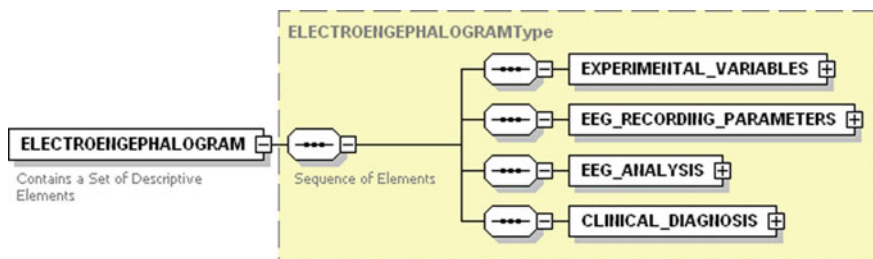 ELECTROENGEPHALOGRAMType
EXPERIMENTAL_VARIABLES
EEG_RECORDING_PARAMETERS
ELECTROENGEPHALOGRAM
Contains a Set of Descriptive
Elements
Sequence of Elements
EEG_ANALYSIS
CLINICAL_DIAGNOSIS